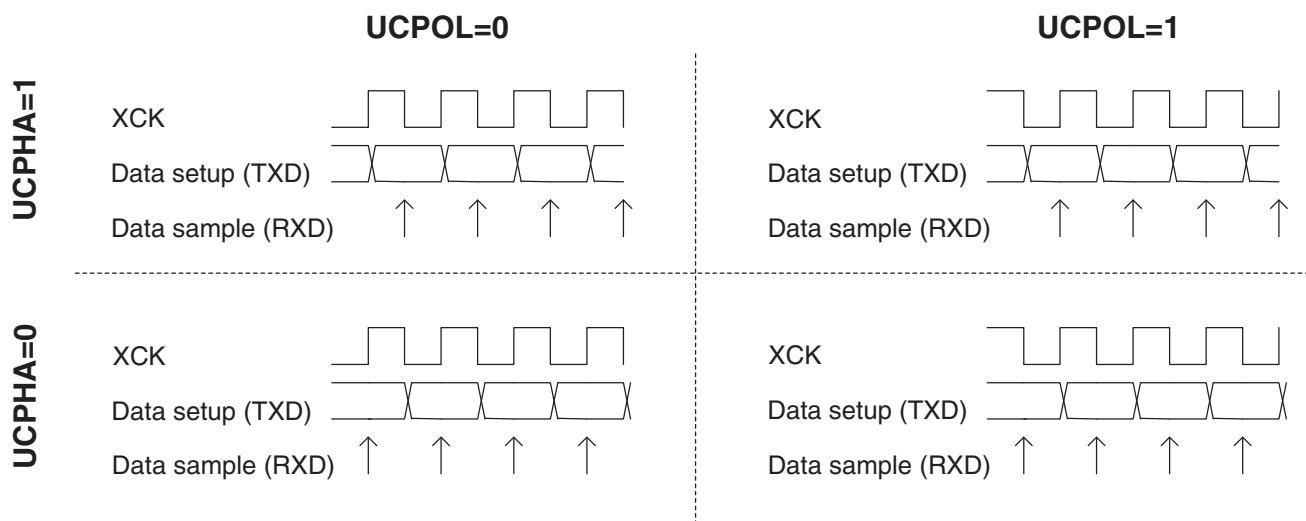 UCPOL=0
UCPOL=1
UCPHA=1
XCK
Data setup (TXD)
Data sample (RXD)
XCK
Data setup (TXD)
Data sample (RXD)
UCPHA=0
XCK
Data setup (TXD)
Data sample (RXD)
XCK
Data setup (TXD)
Data sample (RXD)